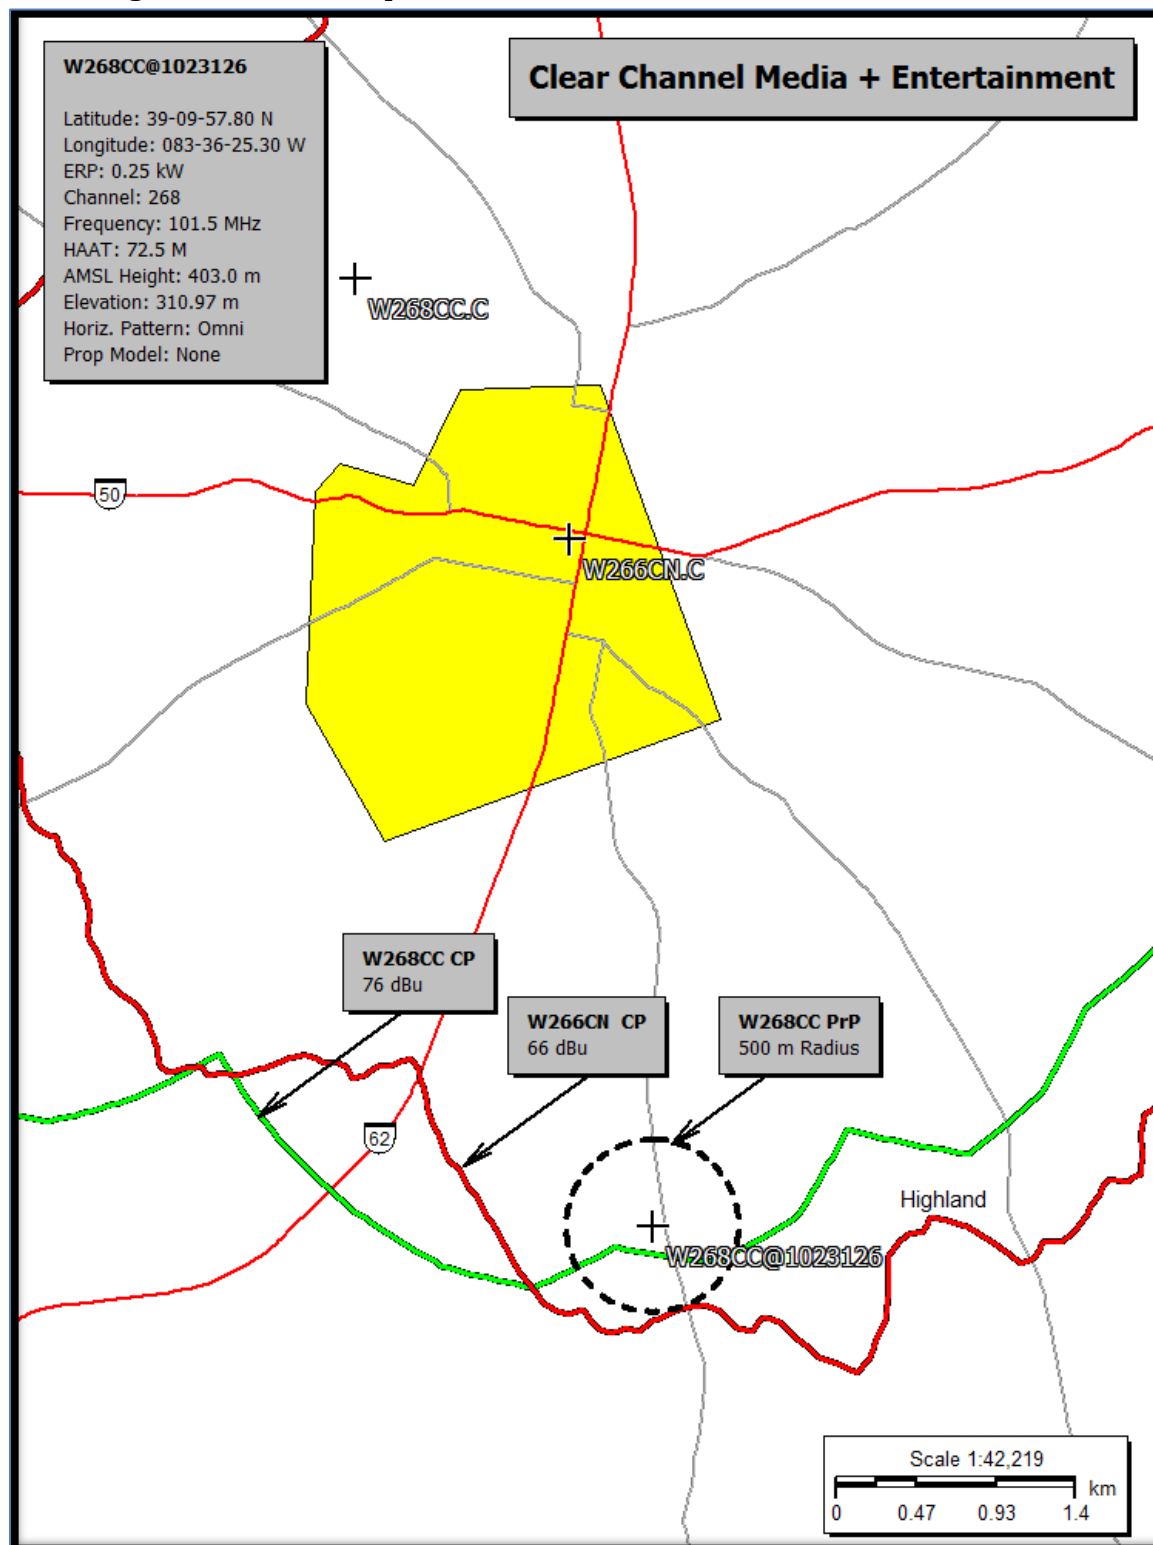 W268CC@1023126
Latitude: 39-09-57.80 N
Longitude: 083-36-25.30 W
ERP: 0.25 kW
Channel: 268
Frequency: 101.5 MHz
HAAT: 72.5 M
AMSL Height: 403.0 m
Elevation: 310.97 m
Horiz. Pattern: Omni
Prop Model: None
Clear Channel Media + Entertainment
W268CC.C
50
W266CN.C
W268CC CP
76 dBu
W266CN CP
66 dBu
W268CC PrP
500 m Radius
62
Highland
W268CC@1023126
Scale 1:42,219
km
0 0.47 0.93 1.4